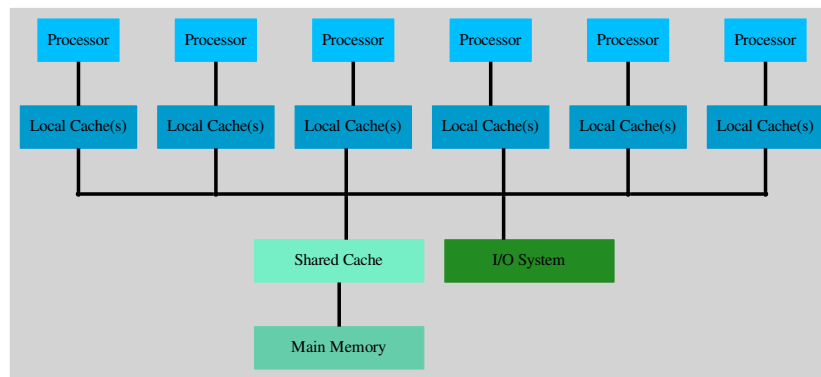 Processor
Processor
Processor
Processor
Processor
Processor
Local Cache(s)
Local Cache(s)
Local Cache(s)
Local Cache(s)
Local Cache(s)
Local Cache(s)
Shared Cache
I/O System
Main Memory